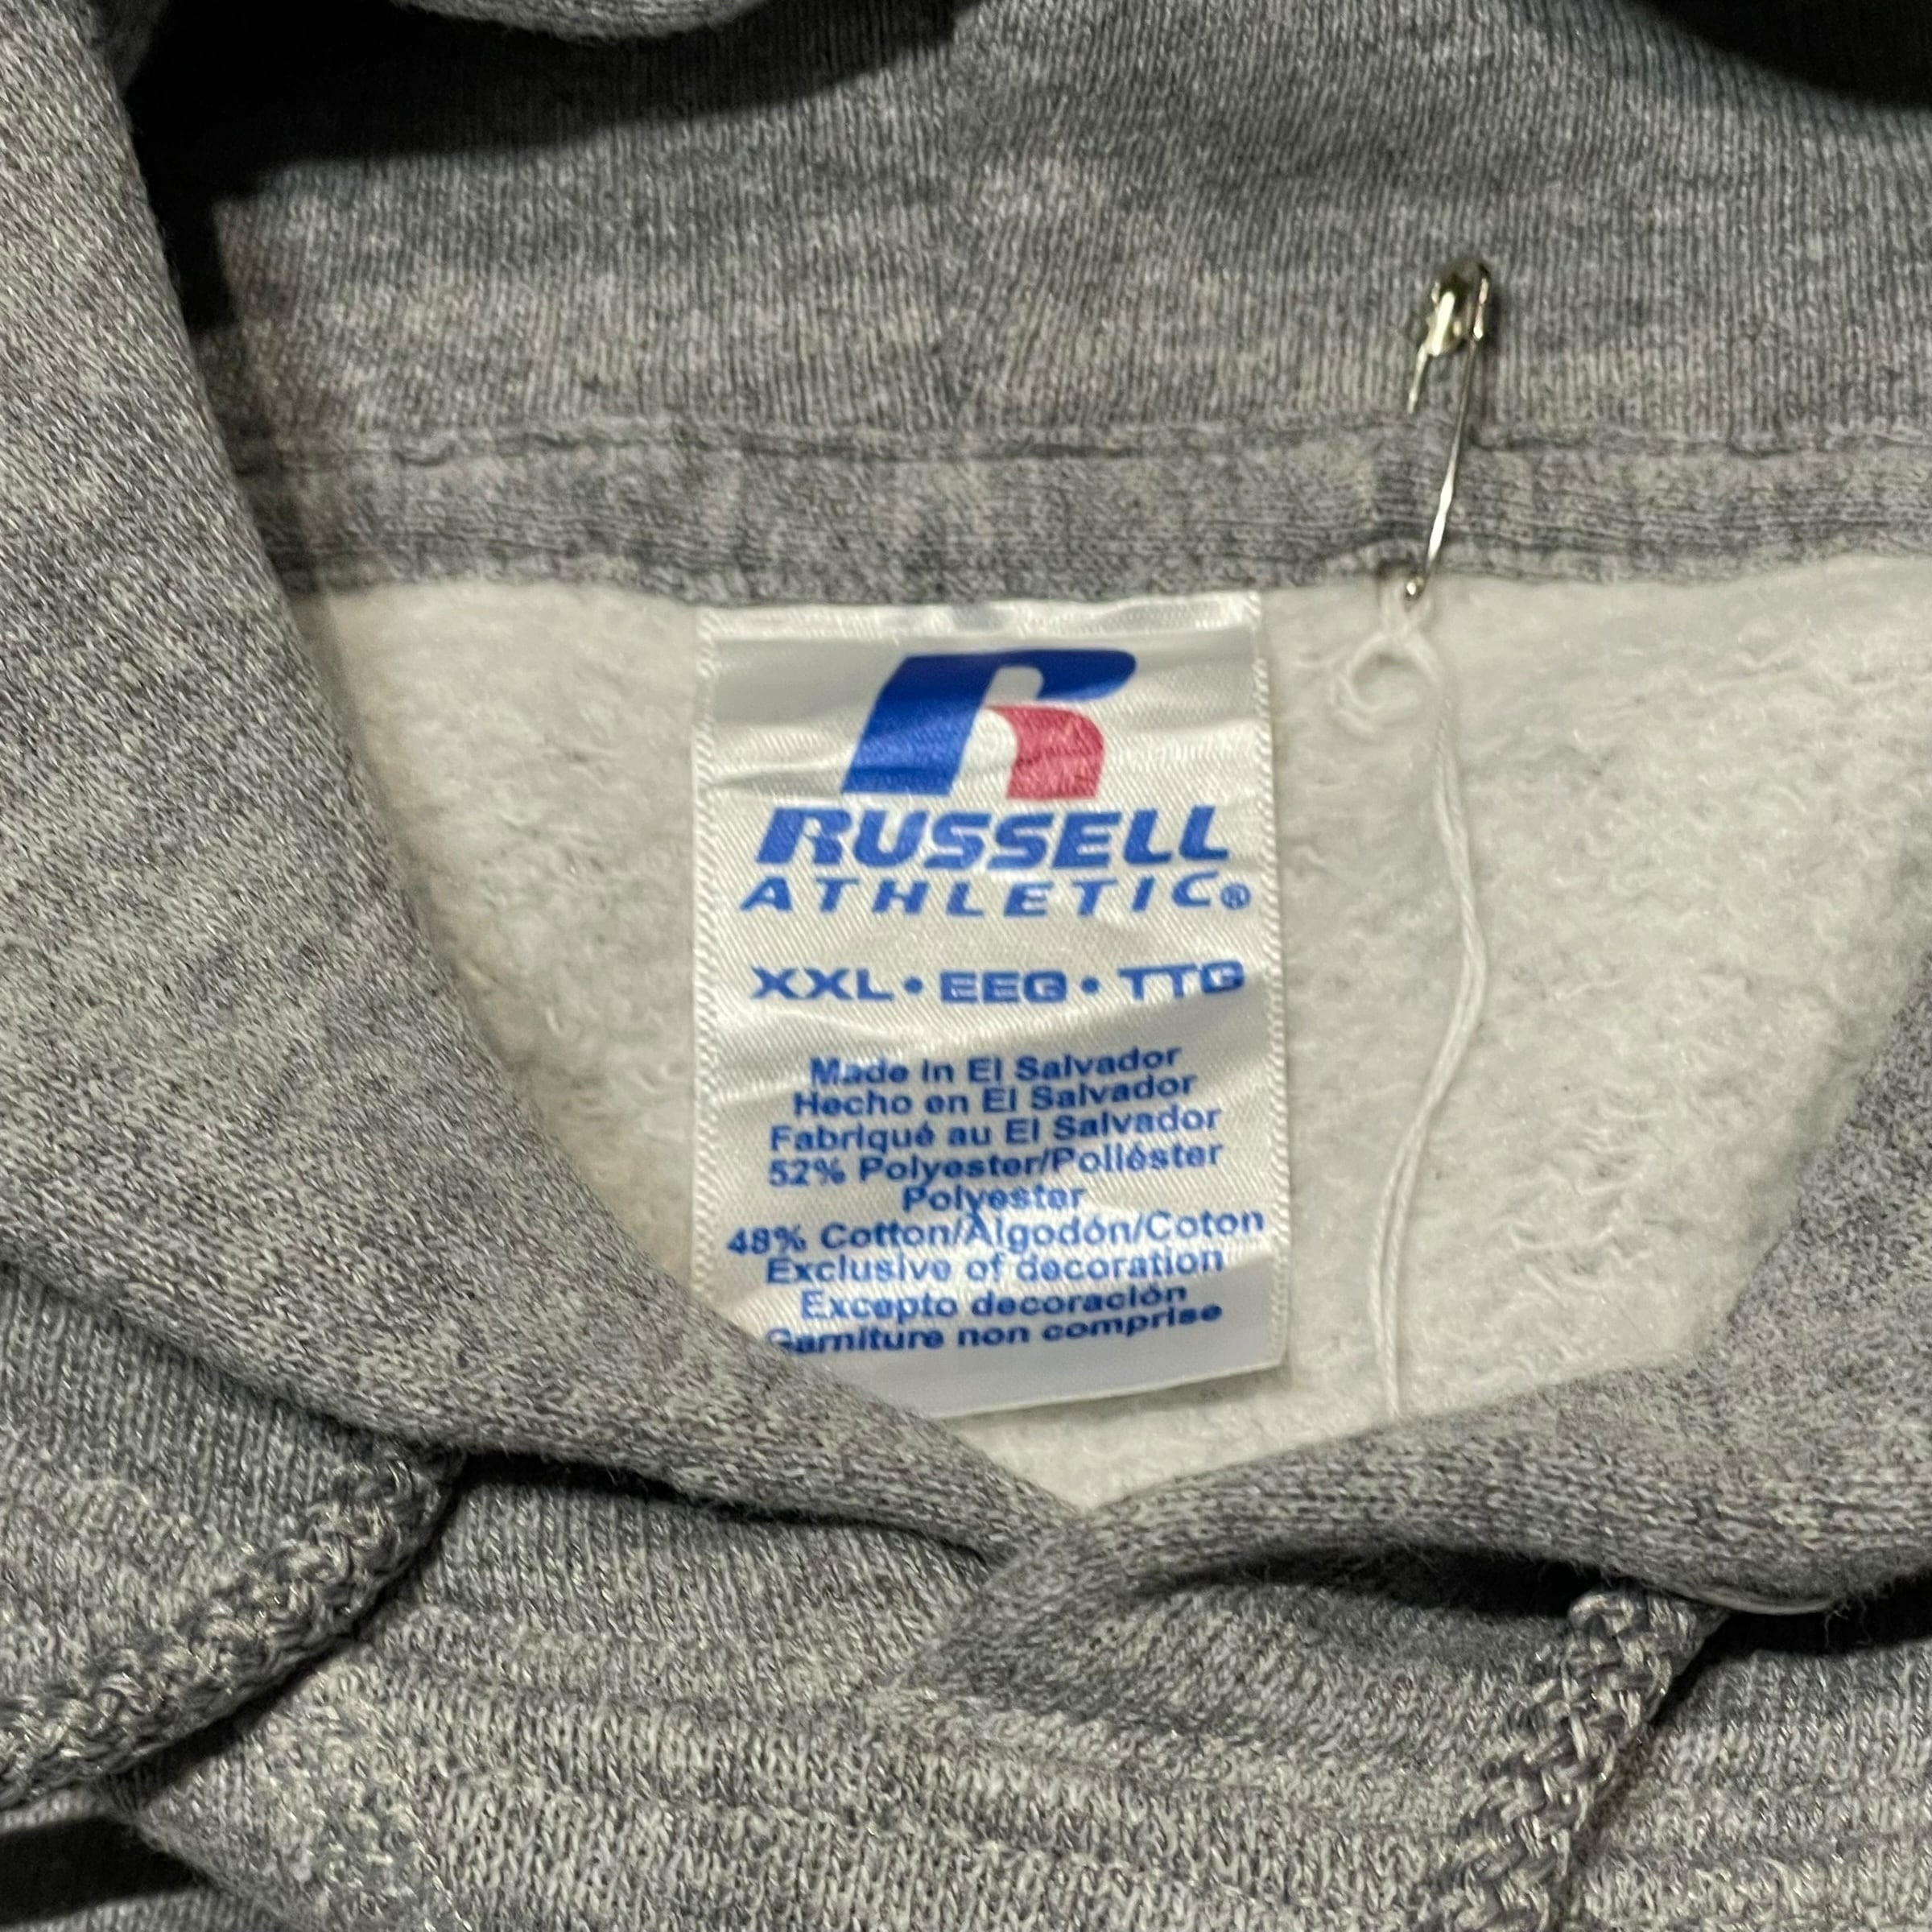 R
RUSSELL
ATHLETIC®
XXL • EEG • TTG
Made in El Salvador
Hecho en El Salvador
Fabriqué au El Salvador
52% Polyester/Poliéster
Polyester
48% Cotton/Algodón/Coton
Exclusive of decoration
Excepto decoración
Garniture non comprise